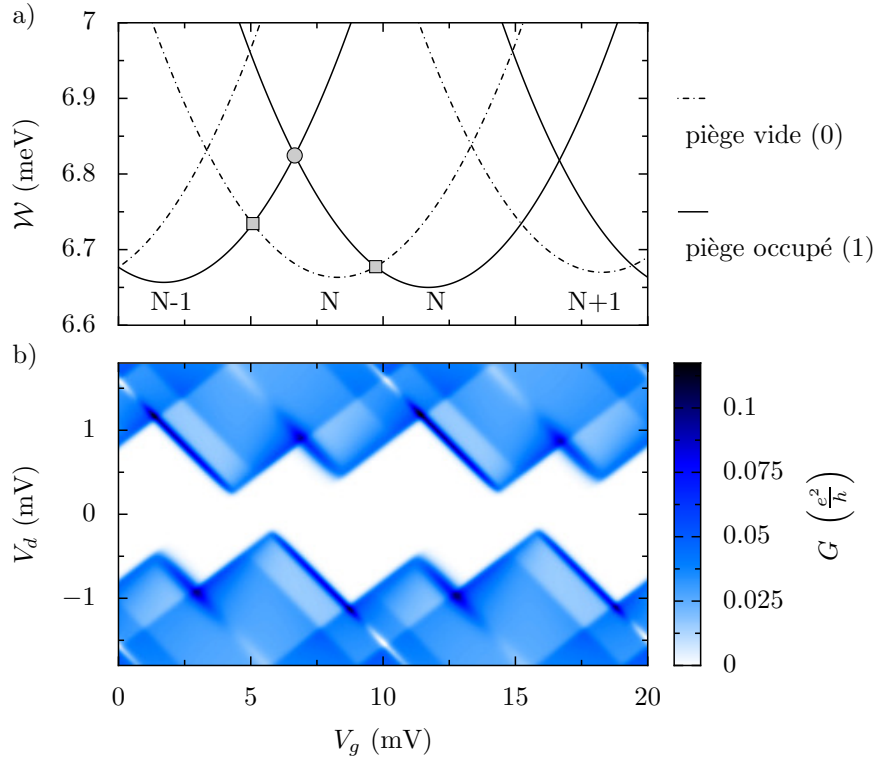 a)
7
6.9
6.8
6.7
6.6
𝒲 (meV)
N-1
N
N
N+1
piège vide (0)
piège occupé (1)
b)
1
0
−1
V_d (mV)
0
5
10
15
20
V_g (mV)
0.1
0.075
0.05
0.025
0
G (e²/h)